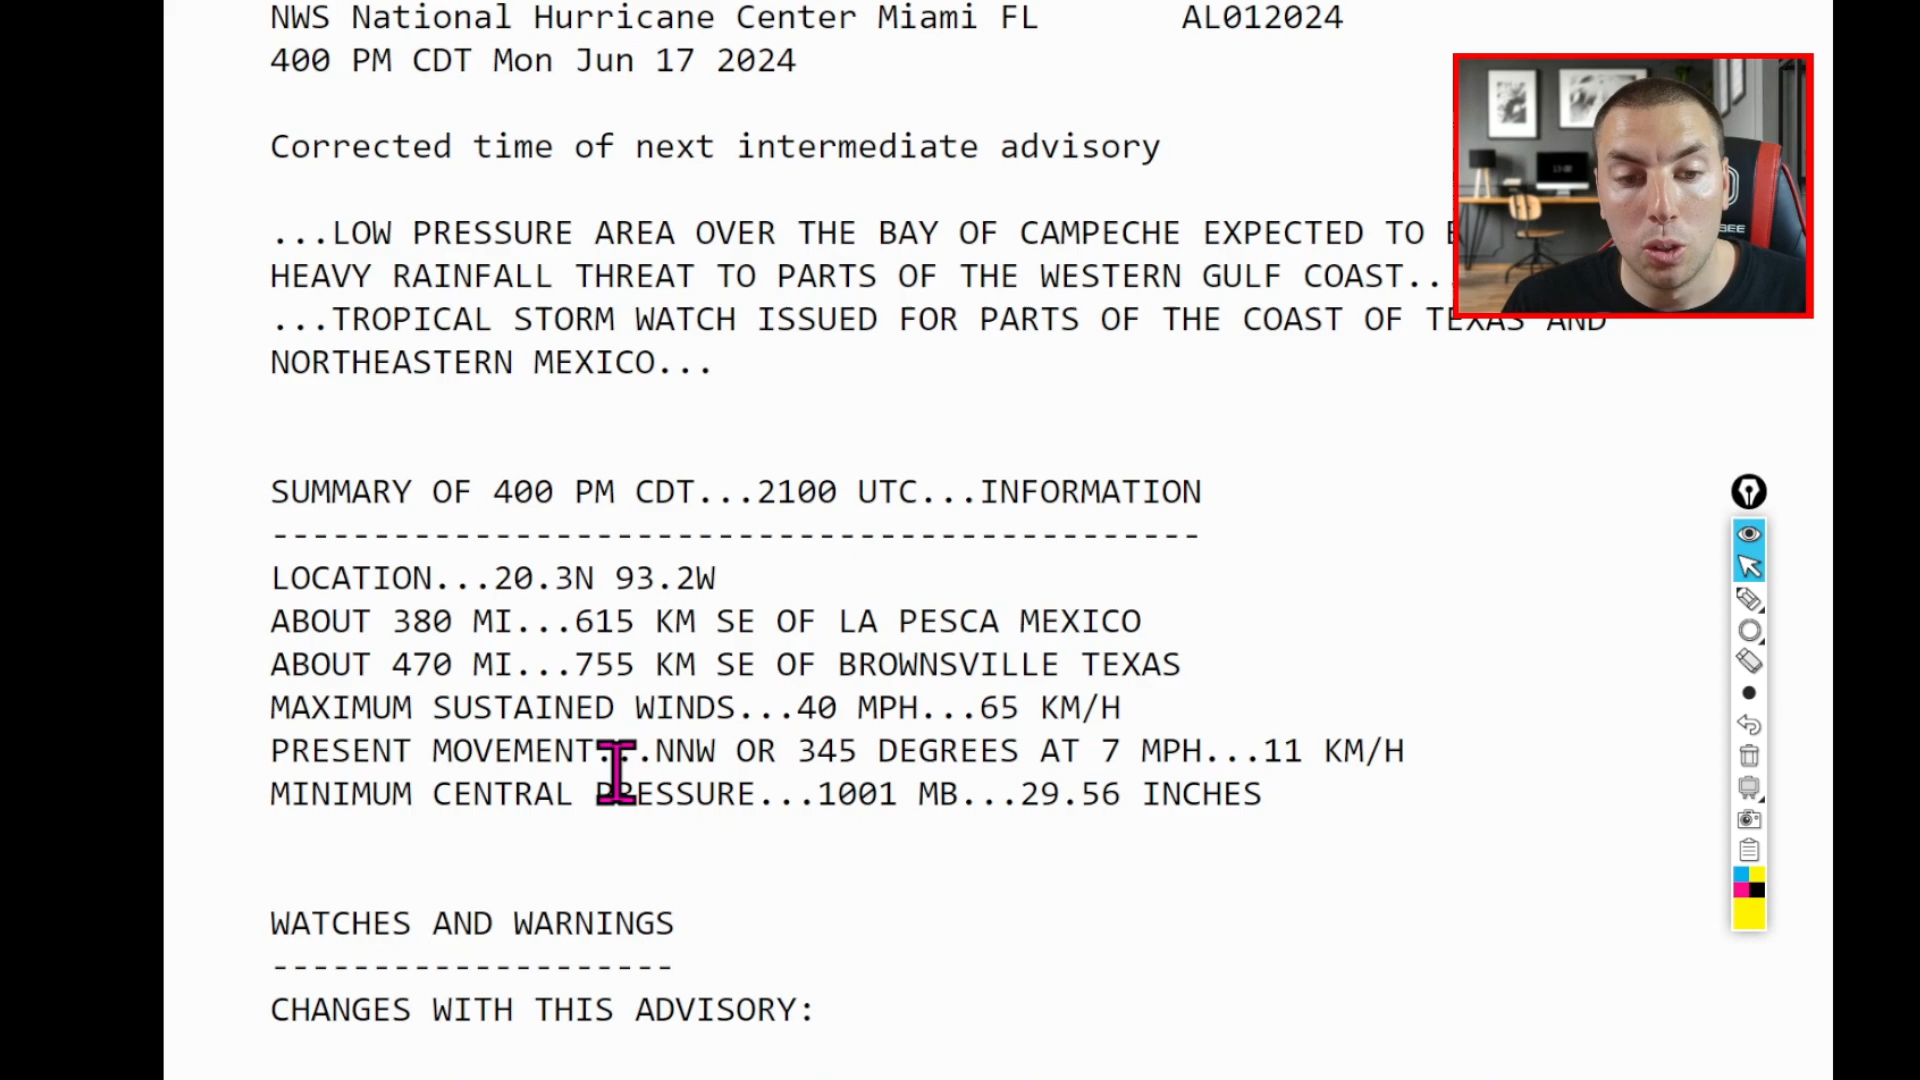 NWS National Hurricane Center Miami FL AL012024
400 PM CDT Mon Jun 17 2024
Corrected time of next intermediate advisory
...LOW PRESSURE AREA OVER THE BAY OF CAMPECHE EXPECTED TO
HEAVY RAINFALL THREAT TO PARTS OF THE WESTERN GULF COAST...
...TROPICAL STORM WATCH ISSUED FOR PARTS OF THE COAST OF TEXAS AND
NORTHEASTERN MEXICO...
SUMMARY OF 400 PM CDT...2100 UTC...INFORMATION
----------------------------------------------
LOCATION...20.3N 93.2W
ABOUT 380 MI...615 KM SE OF LA PESCA MEXICO
ABOUT 470 MI...755 KM SE OF BROWNSVILLE TEXAS
MAXIMUM SUSTAINED WINDS...40 MPH...65 KM/H
PRESENT MOVEMENT...NNW OR 345 DEGREES AT 7 MPH...11 KM/H
MINIMUM CENTRAL PRESSURE...1001 MB...29.56 INCHES
WATCHES AND WARNINGS
--------------------
CHANGES WITH THIS ADVISORY: